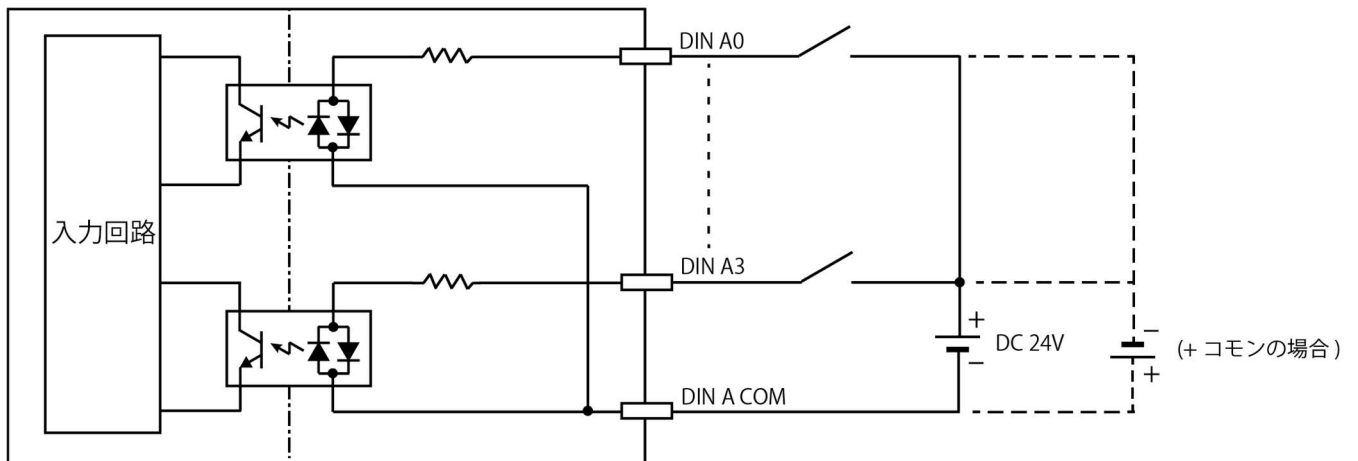 DIN A0
入力回路
DIN A3
+
DC 24V
−
−
(+ コモンの場合)
+
DIN A COM